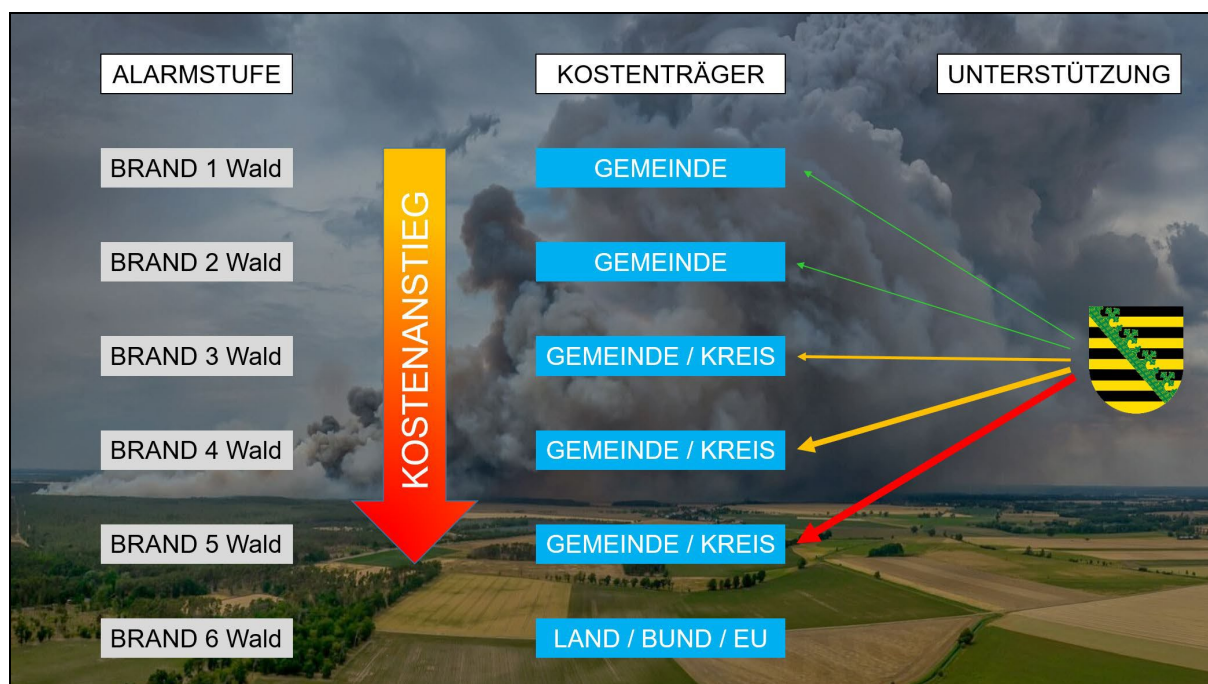 ALARMSTUFE KOSTENTRÄGER UNTERSTÜTZUNG
BRAND 1 Wald GEMEINDE
BRAND 2 Wald GEMEINDE
KOSTENANSTIEG
BRAND 3 Wald GEMEINDE / KREIS
BRAND 4 Wald GEMEINDE / KREIS
BRAND 5 Wald GEMEINDE / KREIS
BRAND 6 Wald LAND / BUND / EU